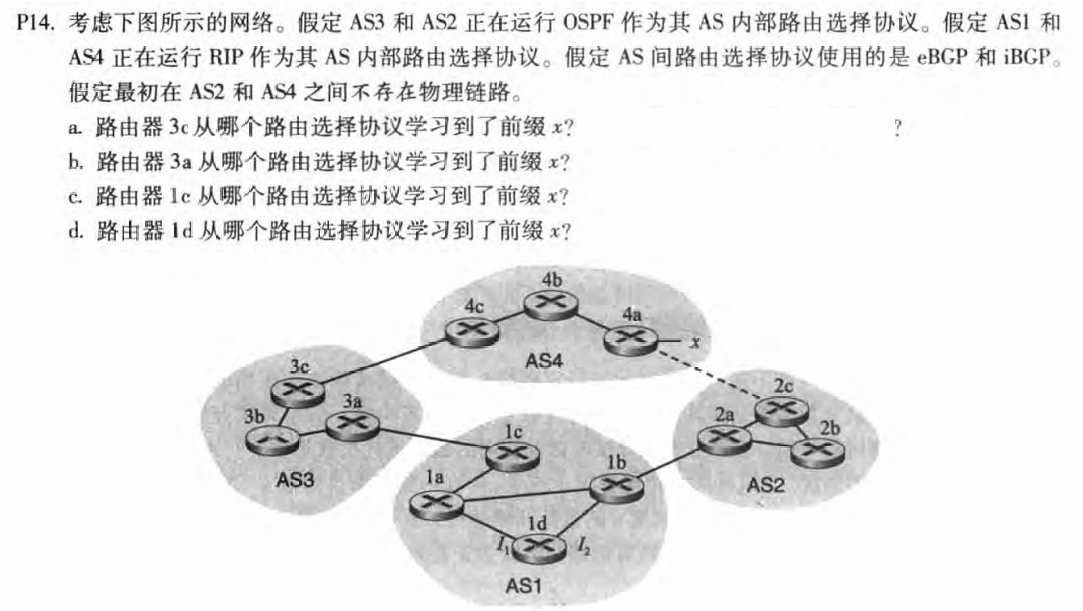 P14. 考虑下图所示的网络。假定 AS3 和 AS2 正在运行 OSPF 作为其 AS 内部路由选择协议。假定 AS1 和
AS4 正在运行 RIP 作为其 AS 内部路由选择协议。假定 AS 间路由选择协议使用的是 eBGP 和 iBGP。
假定最初在 AS2 和 AS4 之间不存在物理链路。
a. 路由器 3c 从哪个路由选择协议学习到了前缀 x? ?
b. 路由器 3a 从哪个路由选择协议学习到了前缀 x?
c. 路由器 1c 从哪个路由选择协议学习到了前缀 x?
d. 路由器 1d 从哪个路由选择协议学习到了前缀 x?
4b
4c
4a
x
AS4
3c
3a
3b
AS3
2c
2a
2b
AS2
1c
1b
1a
1d
I₁
I₂
AS1